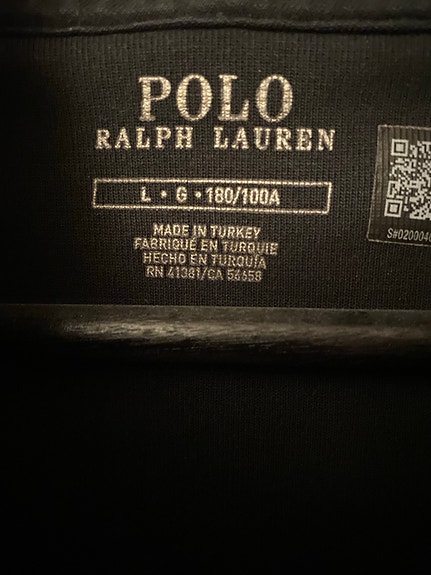 POLO
RALPH LAUREN
L • G • 180/100A
MADE IN TURKEY
FABRIQUÉ EN TURQUIE
HECHO EN TURQUÍA
RN 41381/CA 56658